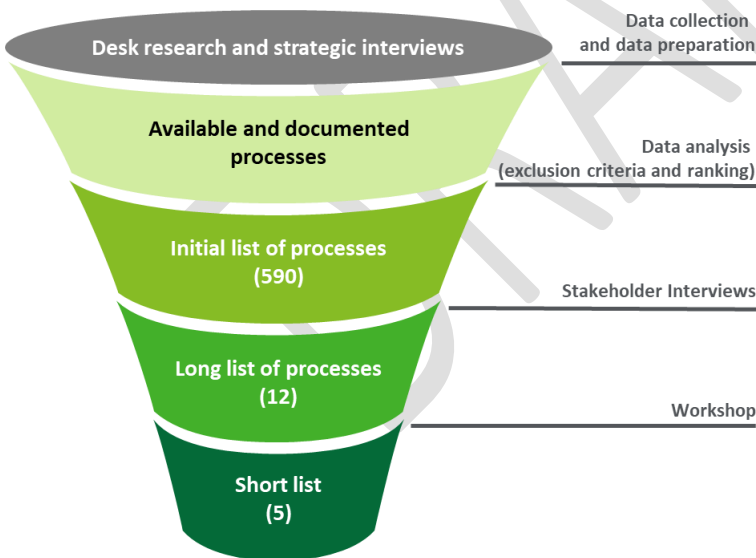 Desk research and strategic interviews
Data collection
and data preparation
Available and documented
processes
Data analysis
(exclusion criteria and ranking)
Initial list of processes
(590)
Stakeholder Interviews
Long list of processes
(12)
Workshop
Short list
(5)